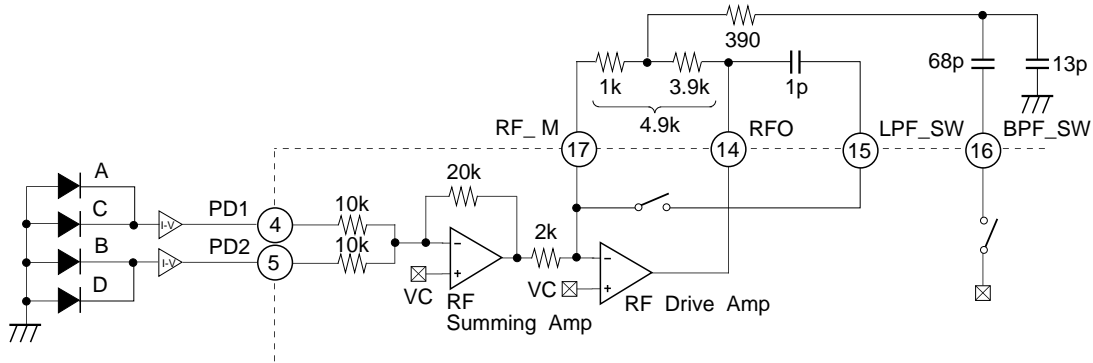 390
1k
3.9k
1p
68p
13p
4.9k
RF_ M
RFO
LPF_SW
BPF_SW
17
14
15
16
A
C
B
D
I-V
I-V
PD1
PD2
4
5
10k
10k
20k
2k
−
+
VC
RF
Summing Amp
−
+
VC
RF Drive Amp